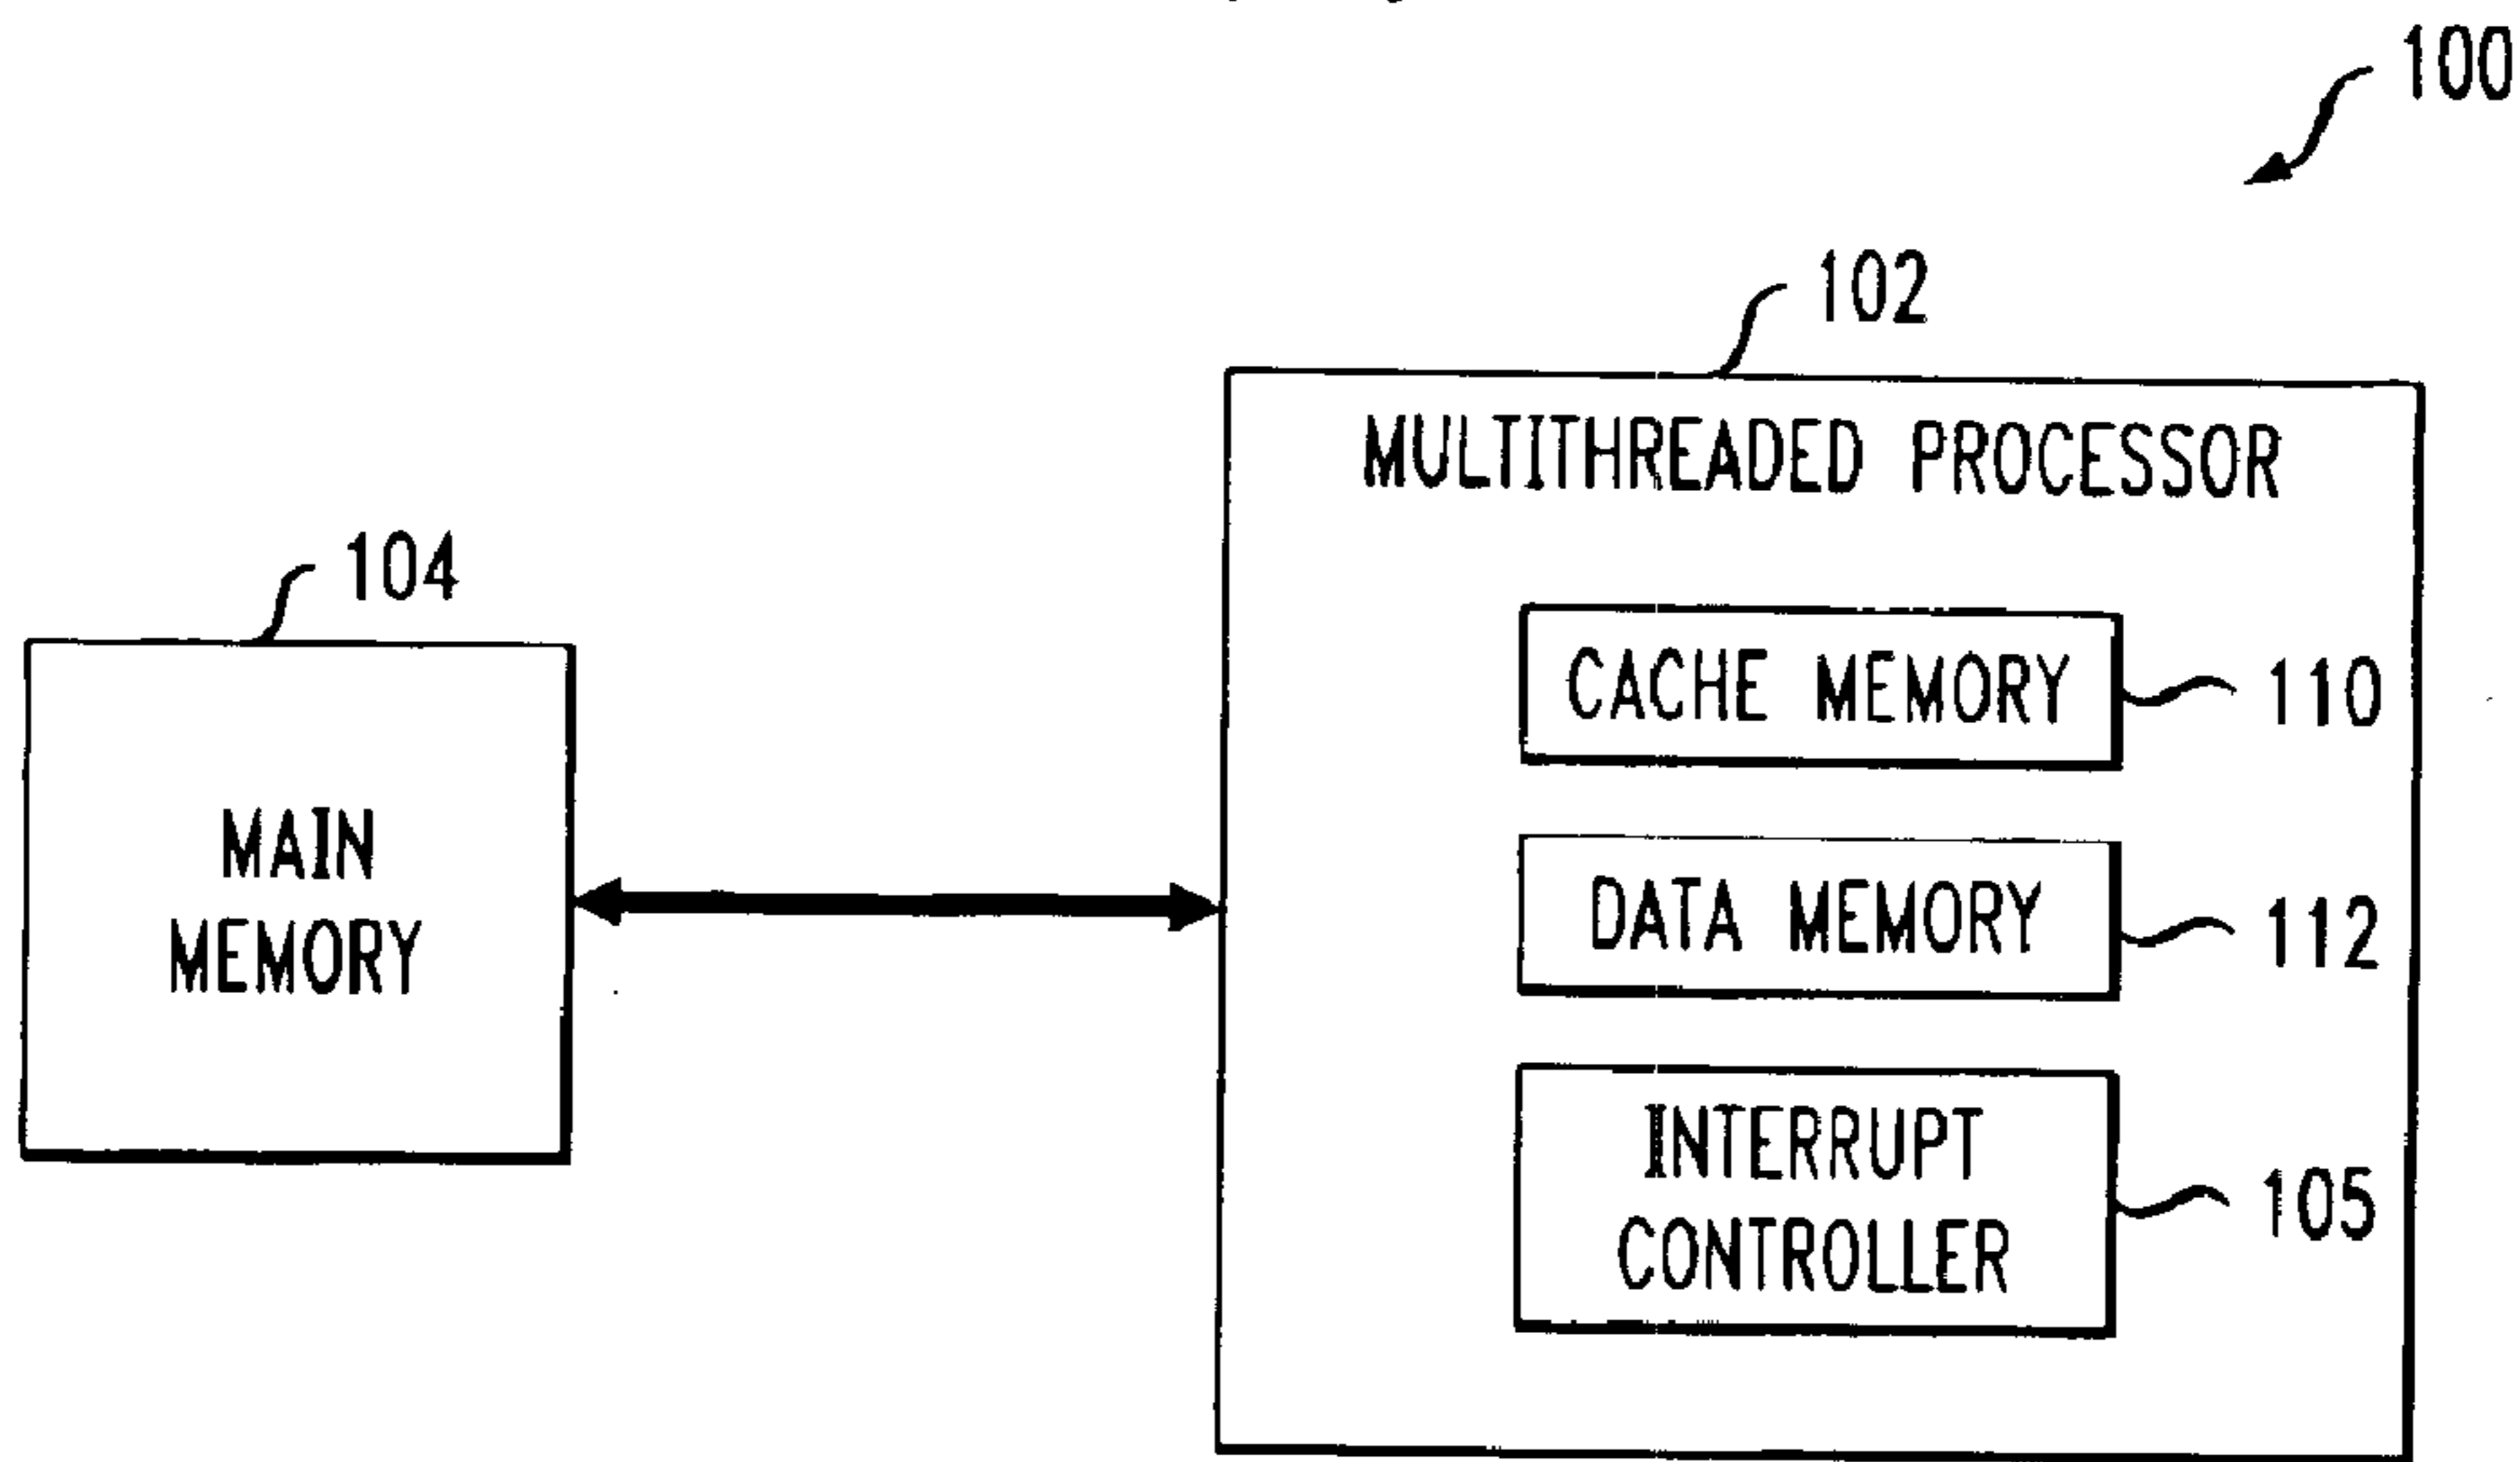 100
102
MULTITHREADED PROCESSOR
104
CACHE MEMORY
110
MAIN
MEMORY
DATA MEMORY
112
INTERRUPT
CONTROLLER
105